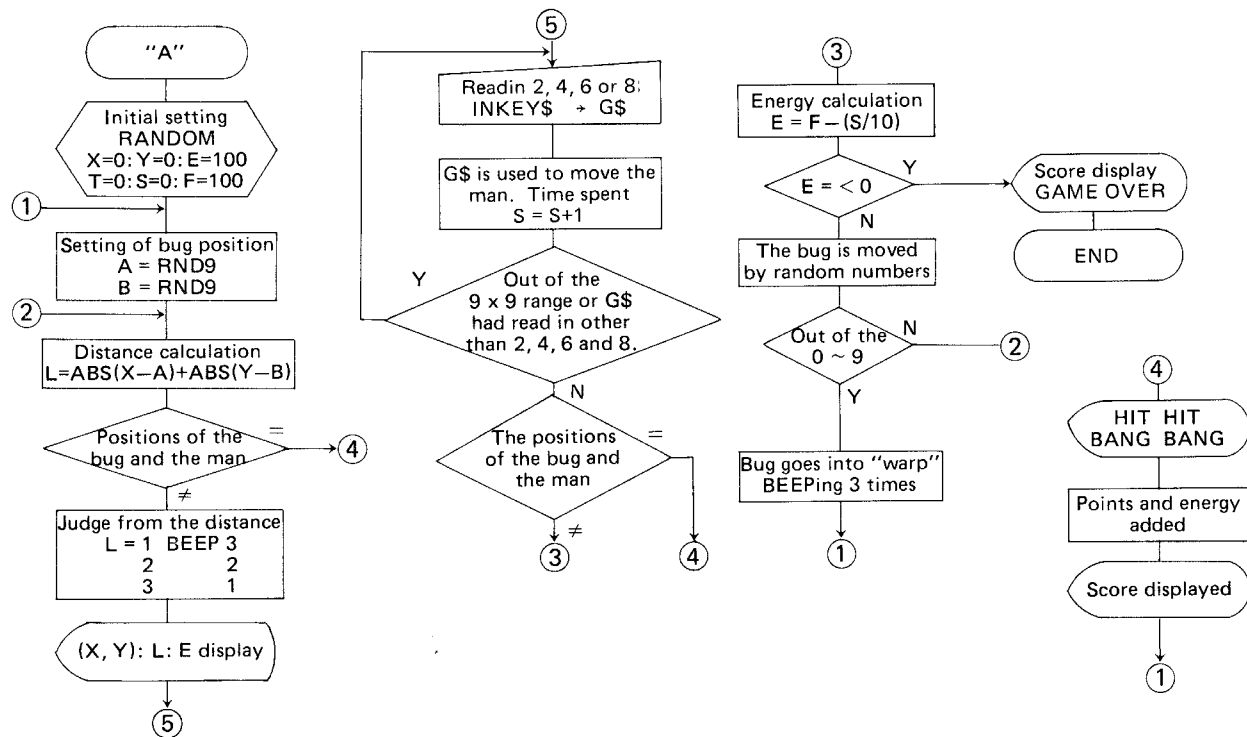 “A”
Initial setting
RANDOM
X=0: Y=0: E=100
T=0: S=0: F=100
1
Setting of bug position
A = RND9
B = RND9
2
Distance calculation
L=ABS(X−A)+ABS(Y−B)
Positions of the
bug and the man
=
4
≠
Judge from the distance
L = 1 BEEP 3
2 2
3 1
(X, Y): L: E display
5
5
Readin 2, 4, 6 or 8:
INKEY$ → G$
G$ is used to move the
man. Time spent
S = S+1
Y
Out of the
9 x 9 range or G$
had read in other
than 2, 4, 6 and 8.
N
The positions
of the bug and
the man
=
≠
3
4
3
Energy calculation
E = F − (S/10)
E = < 0
Y
Score display
GAME OVER
END
N
The bug is moved
by random numbers
Out of the
0 ~ 9
N
2
Y
Bug goes into “warp”
BEEPing 3 times
1
4
HIT HIT
BANG BANG
Points and energy
added
Score displayed
1